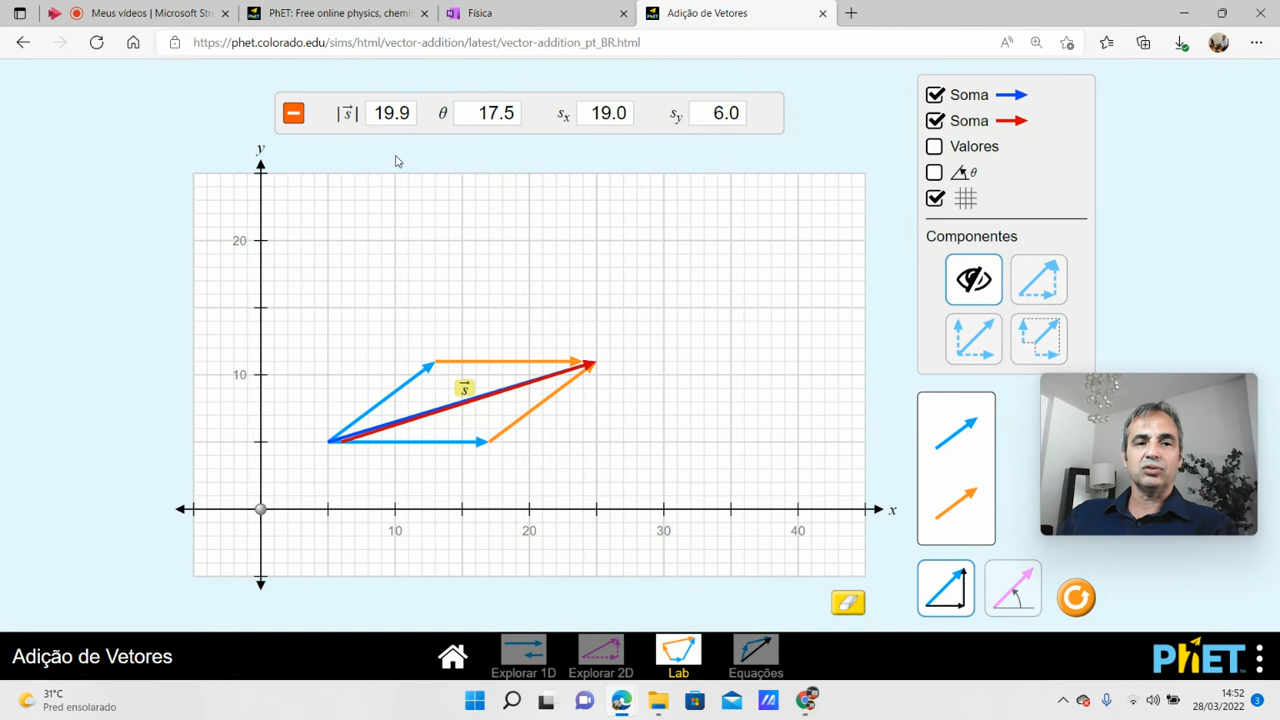 Meus vídeos | Microsoft St
PhET: Free online physics, chemi
Física
Adição de Vetores
https://phet.colorado.edu/sims/html/vector-addition/latest/vector-addition_pt_BR.html
|s⃗| 19.9 θ 17.5 sx 19.0 sy 6.0
Soma
Soma
Valores
θ
Componentes
y
20
10
s⃗
x
10 20 30 40
Adição de Vetores
Explorar 1D
Explorar 2D
Lab
Equações
PhET
31°C
Pred ensolarado
14:52
28/03/2022
3